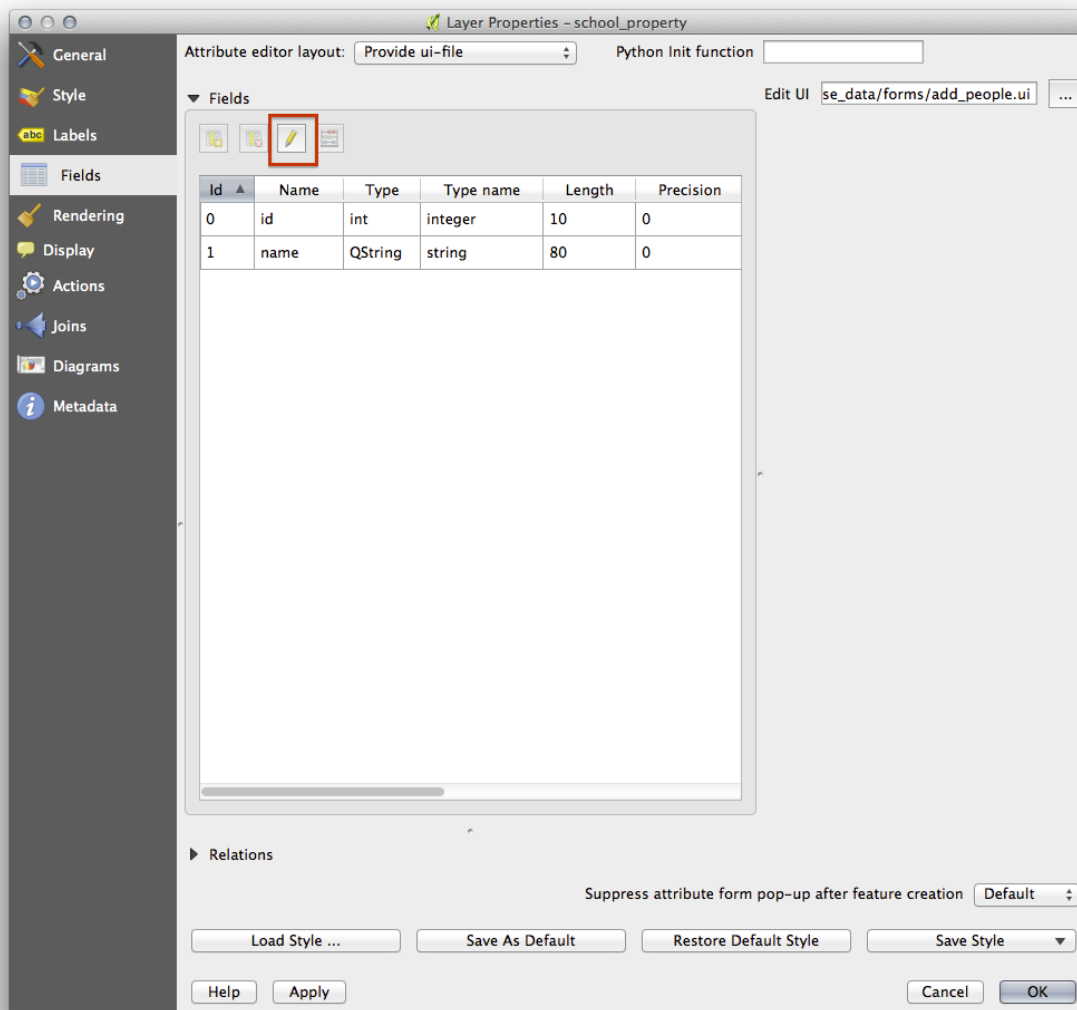 Layer Properties – school_property
General
Style
abc Labels
Fields
Rendering
Display
Actions
Joins
Diagrams
Metadata
Attribute editor layout: Provide ui-file Python Init function
Edit UI se_data/forms/add_people.ui ...
Fields
Id Name Type Type name Length Precision
0 id int integer 10 0
1 name QString string 80 0
Relations
Suppress attribute form pop-up after feature creation Default
Load Style ... Save As Default Restore Default Style Save Style
Help Apply Cancel OK